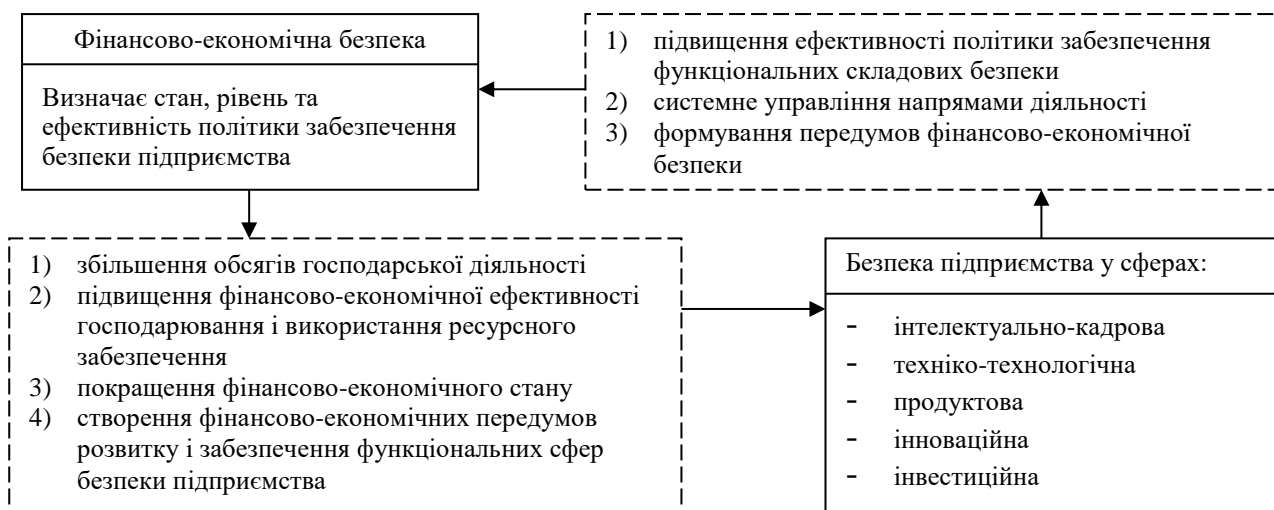 Фінансово-економічна безпека
Визначає стан, рівень та
ефективність політики забезпечення
безпеки підприємства
1) підвищення ефективності політики забезпечення
функціональних складових безпеки
2) системне управління напрямами діяльності
3) формування передумов фінансово-економічної
безпеки
1) збільшення обсягів господарської діяльності
2) підвищення фінансово-економічної ефективності
господарювання і використання ресурсного
забезпечення
3) покращення фінансово-економічного стану
4) створення фінансово-економічних передумов
розвитку і забезпечення функціональних сфер
безпеки підприємства
Безпека підприємства у сферах:
- інтелектуально-кадрова
- техніко-технологічна
- продуктова
- інноваційна
- інвестиційна